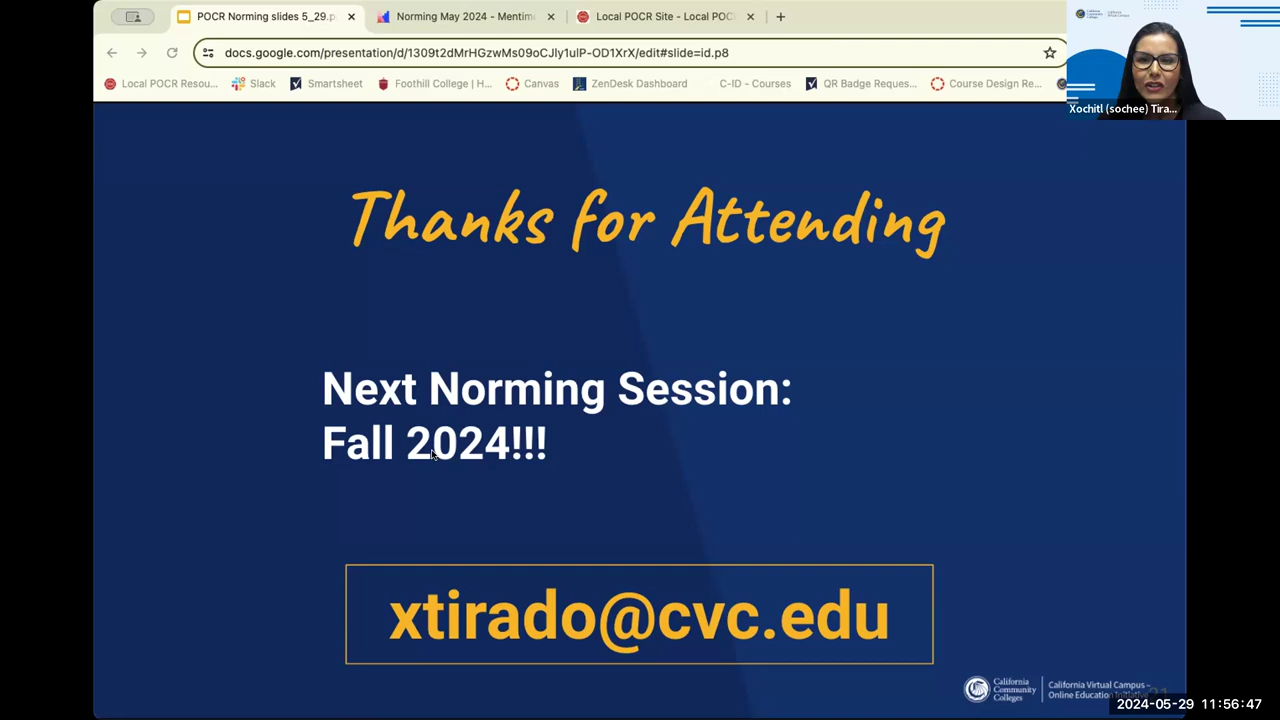 POCR Norming slides 5_29.p
Norming May 2024 - Mentim
Local POCR Site - Local POC
docs.google.com/presentation/d/1309t2dMrHGzwMs09oCJly1ulP-OD1XrX/edit#slide=id.p8
Local POCR Resou...
Slack
Smartsheet
Foothill College | H...
Canvas
ZenDesk Dashboard
C-ID - Courses
QR Badge Reques...
Course Design Re...
Xochitl (sochee) Tira...
Thanks for Attending
Next Norming Session:
Fall 2024!!!
xtirado@cvc.edu
California
Community
Colleges
California Virtual Campus –
Online Education Initiative
2024-05-29 11:56:47